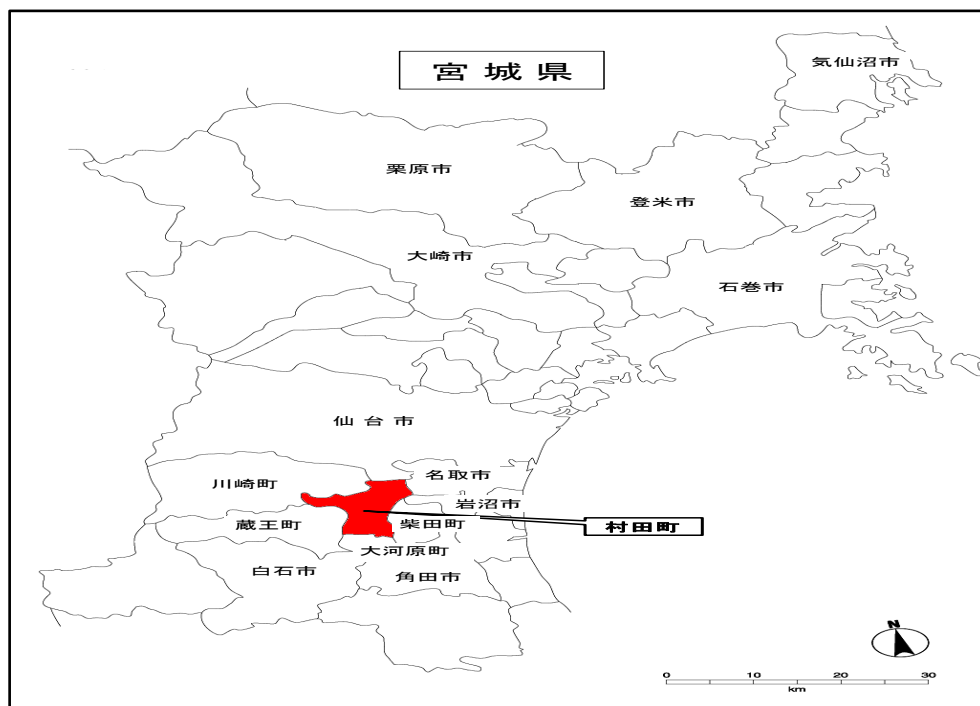 宮城県
気仙沼市
栗原市
登米市
大崎市
石巻市
仙台市
名取市
川崎町
岩沼市
蔵王町
柴田町
村田町
大河原町
白石市
角田市
N
0 10 20 30
km